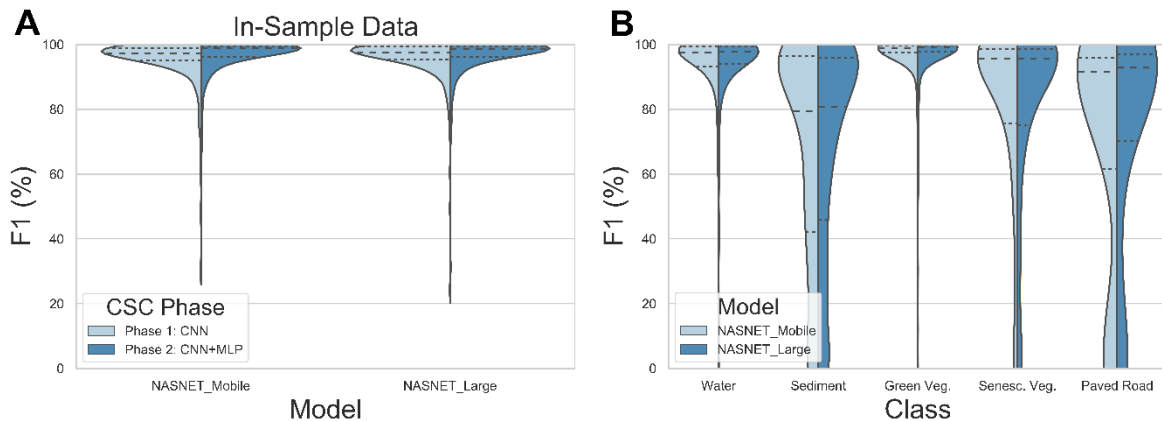 A
In-Sample Data
100
80
60
40
20
0
F1 (%)
CSC Phase
Phase 1: CNN
Phase 2: CNN+MLP
NASNET_Mobile
NASNET_Large
Model
B
100
80
60
40
20
0
F1 (%)
Model
NASNET_Mobile
NASNET_Large
Water
Sediment
Green Veg.
Senesc. Veg.
Paved Road
Class